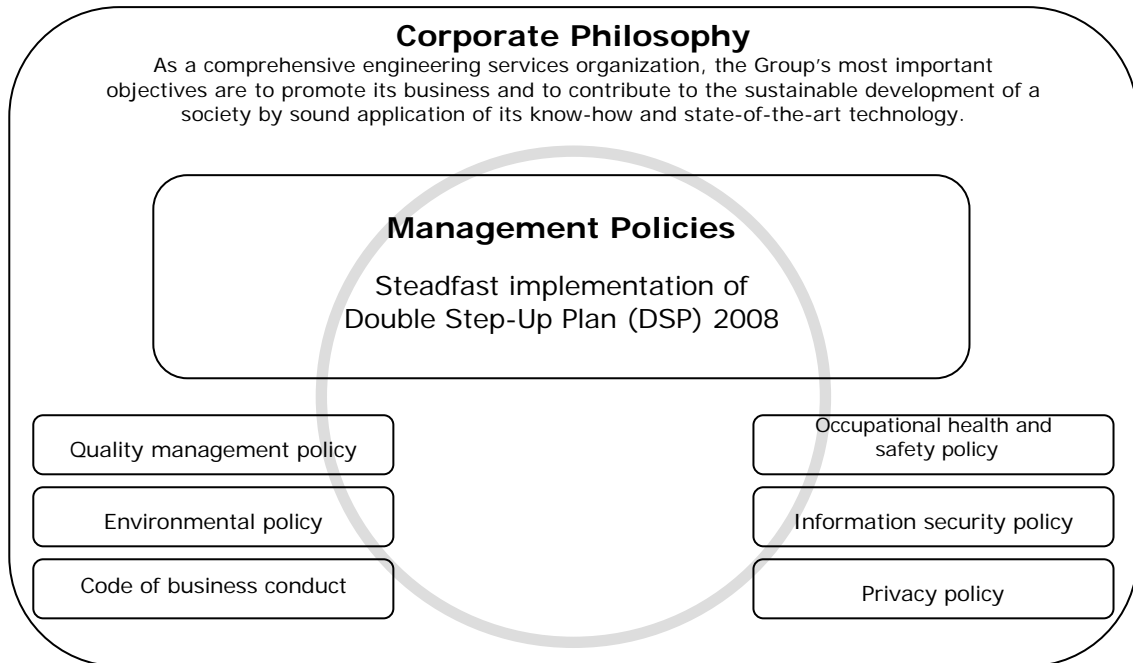 Corporate Philosophy
As a comprehensive engineering services organization, the Group's most important
objectives are to promote its business and to contribute to the sustainable development of a
society by sound application of its know-how and state-of-the-art technology.
Management Policies
Steadfast implementation of
Double Step-Up Plan (DSP) 2008
Quality management policy
Environmental policy
Code of business conduct
Occupational health and
safety policy
Information security policy
Privacy policy